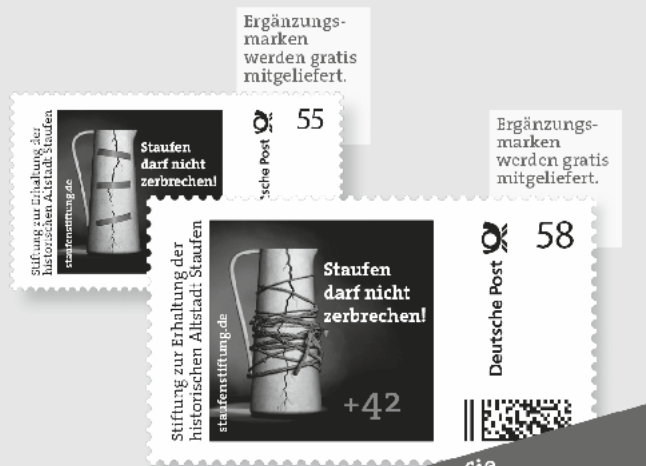 Ergänzungs-
marken
werden gratis
mitgeliefert.
Stiftung zur Erhaltung der
historischen Altstadt Staufen
staufenstiftung.de
Staufen
darf nicht
zerbrechen!
55
Ergänzungs-
marken
werden gratis
mitgeliefert.
Stiftung zur Erhaltung der
historischen Altstadt Staufen
staufenstiftung.de
Staufen
darf nicht
zerbrechen!
+42
Deutsche Post
58